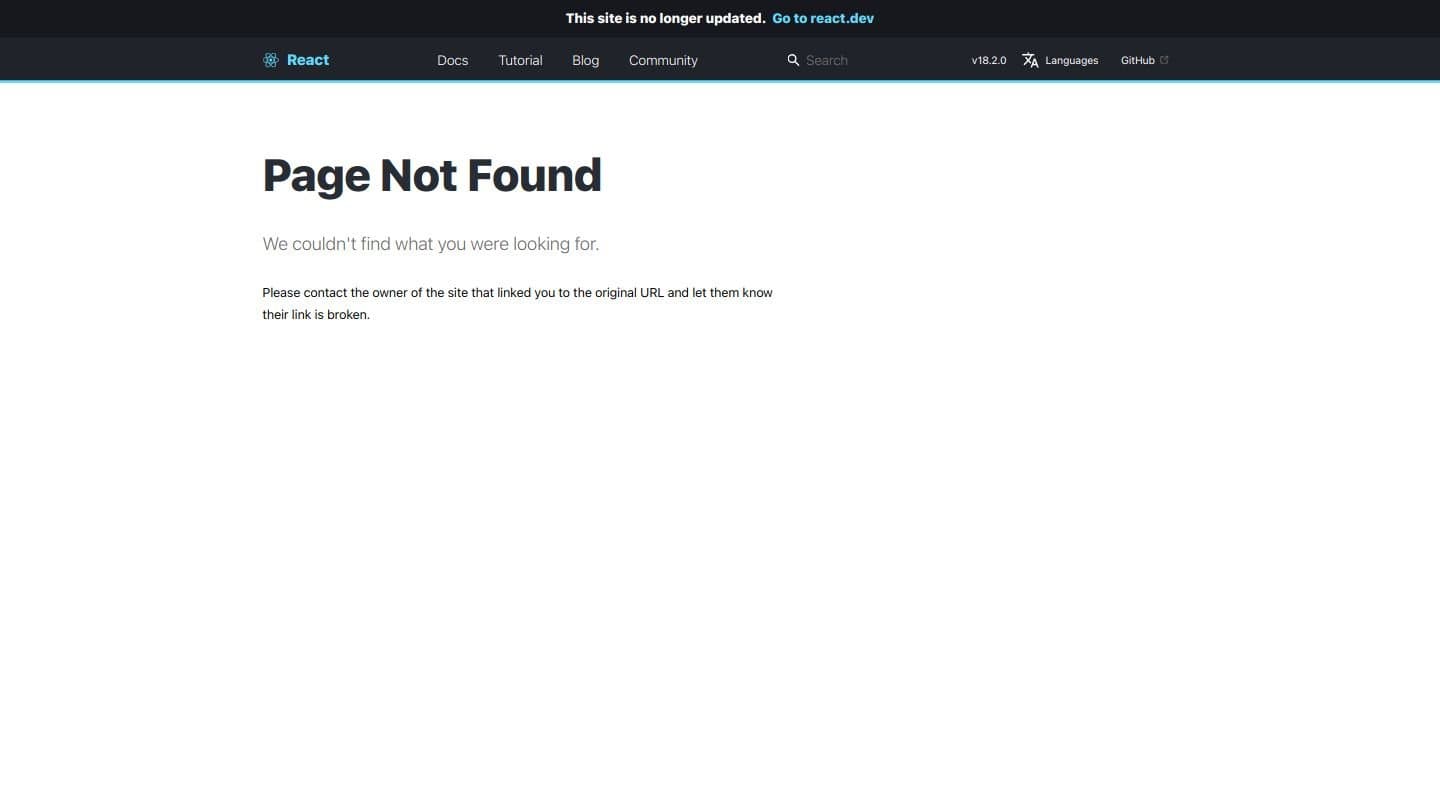 This site is no longer updated. Go to react.dev
React Docs Tutorial Blog Community Search v18.2.0 Languages GitHub
Page Not Found
We couldn't find what you were looking for.
Please contact the owner of the site that linked you to the original URL and let them know
their link is broken.